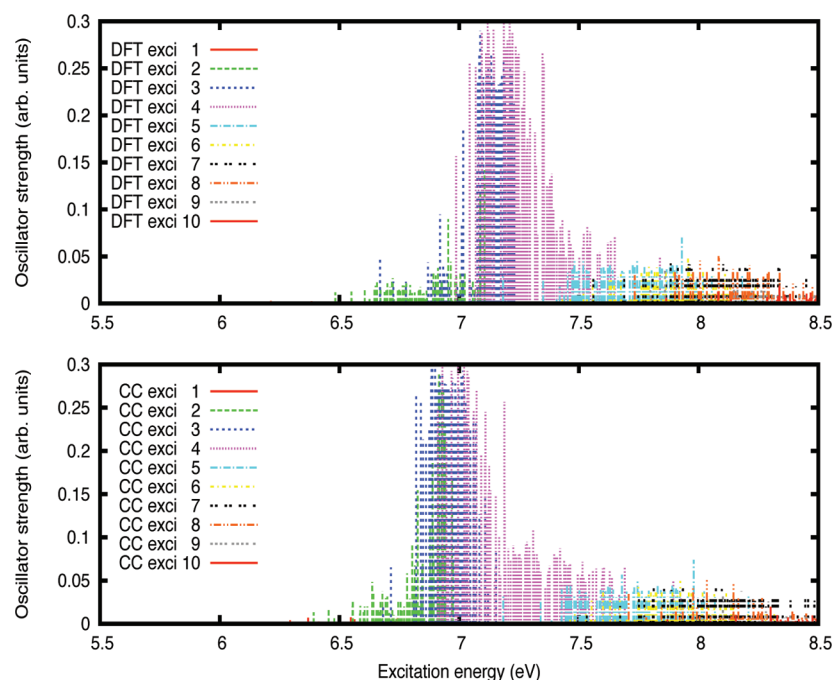 0.3
0.25
0.2
0.15
0.1
0.05
0
Oscillator strength (arb. units)
DFT exci 1
DFT exci 2
DFT exci 3
DFT exci 4
DFT exci 5
DFT exci 6
DFT exci 7
DFT exci 8
DFT exci 9
DFT exci 10
5.5 6 6.5 7 7.5 8 8.5
0.3
0.25
0.2
0.15
0.1
0.05
0
Oscillator strength (arb. units)
CC exci 1
CC exci 2
CC exci 3
CC exci 4
CC exci 5
CC exci 6
CC exci 7
CC exci 8
CC exci 9
CC exci 10
5.5 6 6.5 7 7.5 8 8.5
Excitation energy (eV)